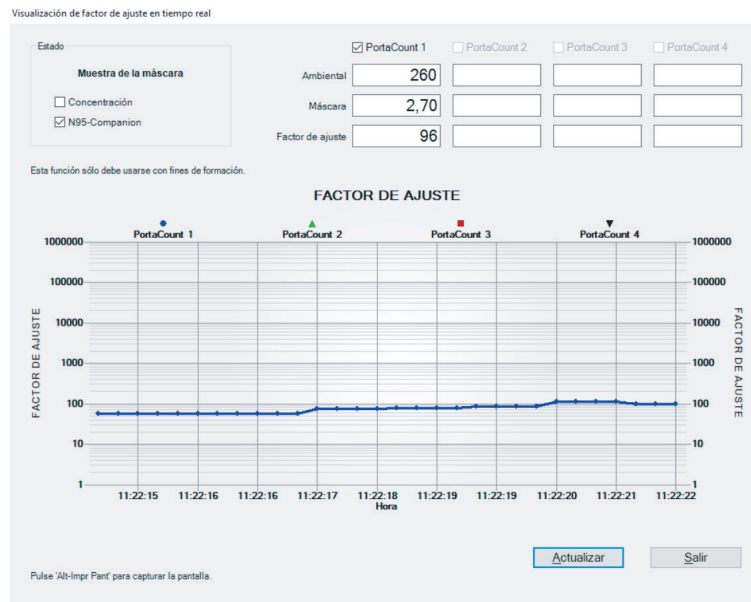 Visualización de factor de ajuste en tiempo real
Estado
Muestra de la máscara
Concentración
N95-Companion
PortaCount 1 PortaCount 2 PortaCount 3 PortaCount 4
Ambiental 260
Máscara 2,70
Factor de ajuste 96
Esta función sólo debe usarse con fines de formación.
FACTOR DE AJUSTE
PortaCount 1 PortaCount 2 PortaCount 3 PortaCount 4
1000000 1000000
100000 100000
10000 10000
1000 1000
100 100
10 10
1 1
FACTOR DE AJUSTE
FACTOR DE AJUSTE
11:22:15 11:22:16 11:22:16 11:22:17 11:22:18 11:22:19 11:22:19 11:22:20 11:22:21 11:22:22
Hora
Actualizar Salir
Pulse 'Alt-Impr Pant' para capturar la pantalla.